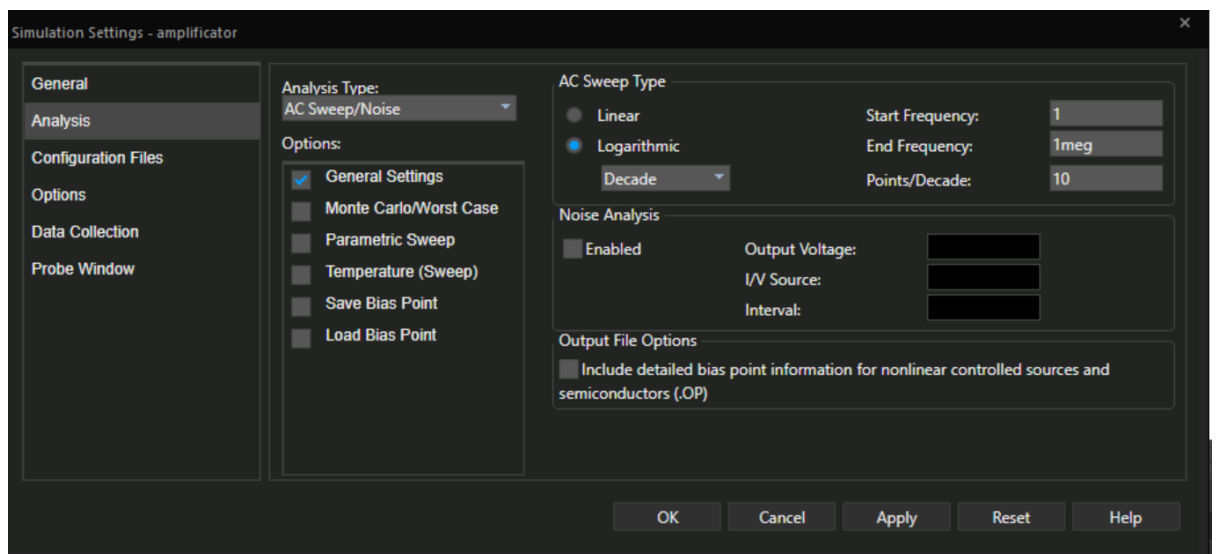 Simulation Settings - amplificator
×
General
Analysis
Configuration Files
Options
Data Collection
Probe Window
Analysis Type:
AC Sweep/Noise
Options:
General Settings
Monte Carlo/Worst Case
Parametric Sweep
Temperature (Sweep)
Save Bias Point
Load Bias Point
AC Sweep Type
Linear
Logarithmic
Decade
Start Frequency: 1
End Frequency: 1meg
Points/Decade: 10
Noise Analysis
Enabled
Output Voltage:
I/V Source:
Interval:
Output File Options
Include detailed bias point information for nonlinear controlled sources and
semiconductors (.OP)
OK Cancel Apply Reset Help